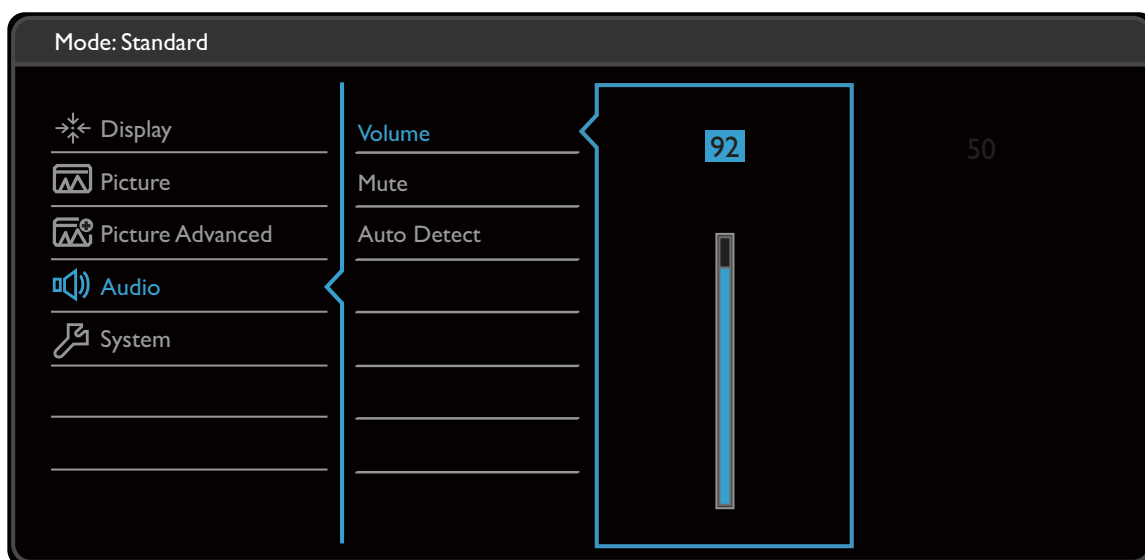 Mode: Standard
Display
Picture
Picture Advanced
Audio
System
Volume
Mute
Auto Detect
92
50